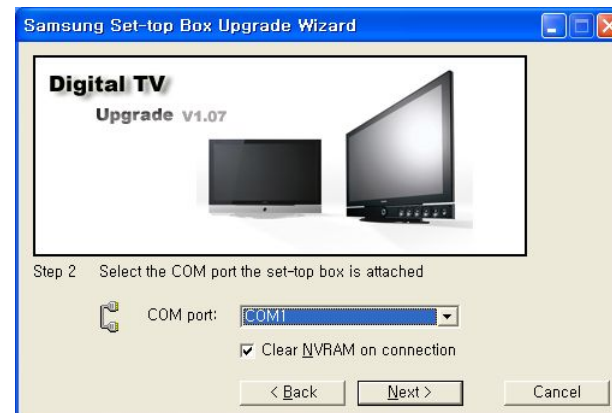 Samsung Set-top Box Upgrade Wizard
Digital TV
Upgrade V1.07
Step 2 Select the COM port the set-top box is attached
COM port: COM1
Clear NVRAM on connection
< Back Next > Cancel